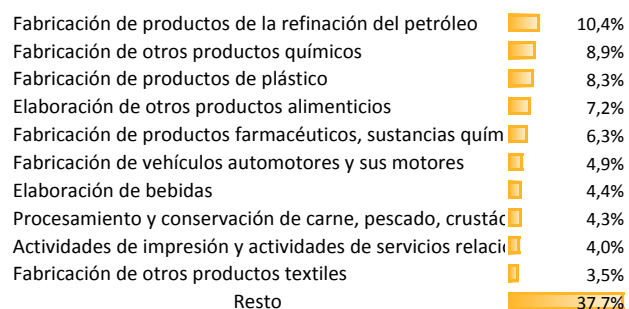 Fabricación de productos de la refinación del petróleo 10,4%
Fabricación de otros productos químicos 8,9%
Fabricación de productos de plástico 8,3%
Elaboración de otros productos alimenticios 7,2%
Fabricación de productos farmacéuticos, sustancias quím 6,3%
Fabricación de vehículos automotores y sus motores 4,9%
Elaboración de bebidas 4,4%
Procesamiento y conservación de carne, pescado, crustác 4,3%
Actividades de impresión y actividades de servicios relacio 4,0%
Fabricación de otros productos textiles 3,5%
Resto 37,7%